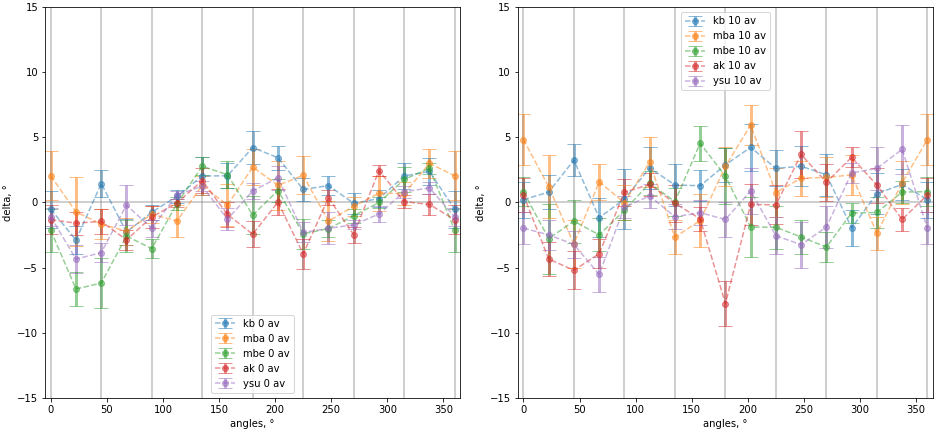 15
10
5
0
−5
−10
−15
delta, °
0
50
100
150
200
250
300
350
angles, °
kb 0 av
mba 0 av
mbe 0 av
ak 0 av
ysu 0 av
15
10
5
0
−5
−10
−15
delta, °
0
50
100
150
200
250
300
350
angles, °
kb 10 av
mba 10 av
mbe 10 av
ak 10 av
ysu 10 av